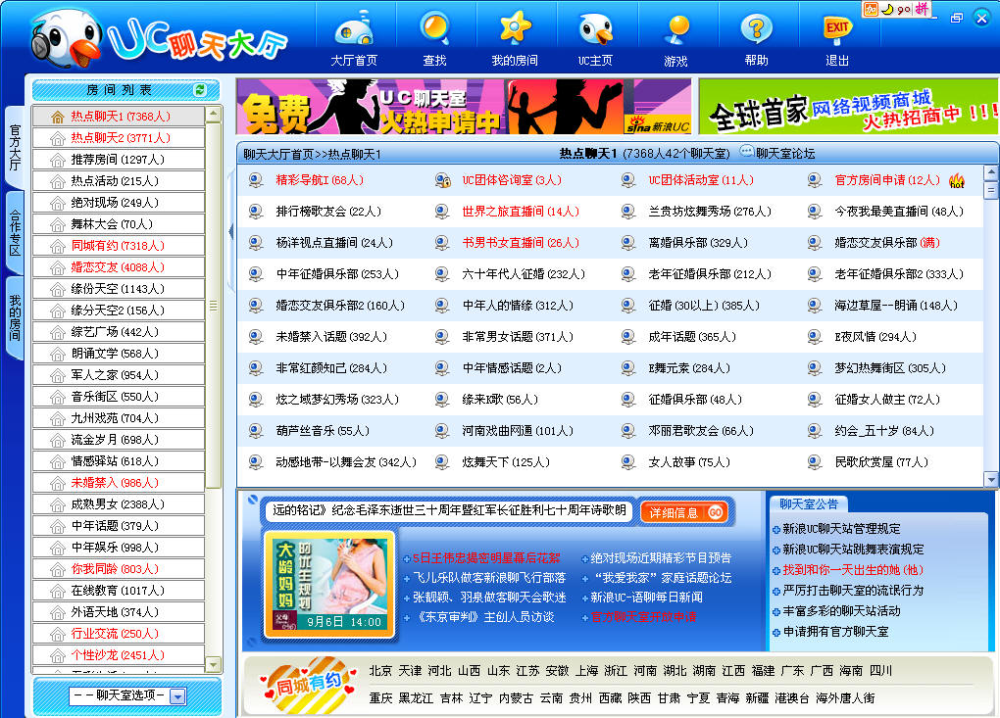 UC聊天大厅
大厅首页 查找 我的房间 UC主页 游戏 帮助 EXIT 退出
房间列表
官方大厅
合作专区
我的房间
热点聊天1 (7368人)
热点聊天2 (3771人)
推荐房间 (1297人)
热点活动 (215人)
绝对现场 (249人)
舞林大会 (70人)
同城有约 (7318人)
婚恋交友 (4088人)
缘份天空 (1143人)
缘分天空2 (156人)
综艺广场 (442人)
朗诵文学 (568人)
军人之家 (954人)
音乐街区 (550人)
九州戏苑 (704人)
流金岁月 (698人)
情感驿站 (618人)
未婚禁入 (986人)
成熟男女 (2388人)
中年话题 (379人)
中年娱乐 (998人)
你我同龄 (803人)
在线教育 (1017人)
外语天地 (374人)
行业交流 (250人)
个性沙龙 (2451人)
--聊天室选项-
免费 UC聊天室 火热申请中 sina新浪UC
全球首家 网络视频商城 火热招商中 !!!
聊天大厅首页>>热点聊天1 热点聊天1 (7368人42个聊天室) 聊天室论坛
精彩导航I (68人) UC团体咨询室 (3人) UC团体活动室 (11人) 官方房间申请 (12人) hot
排行榜歌友会 (22人) 世界之旅直播间 (14人) 兰贵坊炫舞秀场 (276人) 今夜我最美直播间 (48人)
杨洋视点直播间 (24人) 书男书女直播间 (26人) 离婚俱乐部 (329人) 婚恋交友俱乐部 (满)
中年征婚俱乐部 (253人) 六十年代人征婚 (232人) 老年征婚俱乐部 (212人) 老年征婚俱乐部2 (333人)
婚恋交友俱乐部2 (160人) 中年人的情缘 (312人) 征婚 (30以上) (385人) 海边草屋--朗诵 (148人)
未婚禁入话题 (392人) 非常男女话题 (371人) 成年话题 (365人) E夜风情 (294人)
非常红颜知己 (284人) 中年情感话题 (2人) E舞元素 (284人) 梦幻热舞街区 (305人)
炫之域梦幻秀场 (323人) 缘来K歌 (56人) 征婚俱乐部 (48人) 征婚女人做主 (72人)
葫芦丝音乐 (55人) 河南戏曲网通 (101人) 邓丽君歌友会 (66人) 约会_五十岁 (84人)
动感地带-以舞会友 (342人) 炫舞天下 (125人) 女人故事 (75人) 民歌欣赏屋 (77人)
远的铭记》纪念毛泽东逝世三十周年暨红军长征胜利七十周年诗歌朗
详细信息 GO
大龄妈妈的优生规划
父母
9月6日 14:00
5日王伟忠揭密明星幕后花絮
飞儿乐队做客新浪聊飞行部落
张靓颖、羽泉做客聊天会歌迷
《东京审判》主创人员访谈
绝对现场近期精彩节目预告
“我爱我家”家庭话题论坛
新浪UC-语聊每日新闻
官方聊天室开放申请
聊天室公告
新浪UC聊天站管理规定
新浪UC聊天站跳舞表演规定
找到和你一天出生的她 (他)
严厉打击聊天室的流氓行为
丰富多彩的聊天站活动
申请拥有官方聊天室
同城有约
北京 天津 河北 山西 山东 江苏 安徽 上海 浙江 河南 湖北 湖南 江西 福建 广东 广西 海南 四川
重庆 黑龙江 吉林 辽宁 内蒙古 云南 贵州 西藏 陕西 甘肃 宁夏 青海 新疆 港澳台 海外唐人街